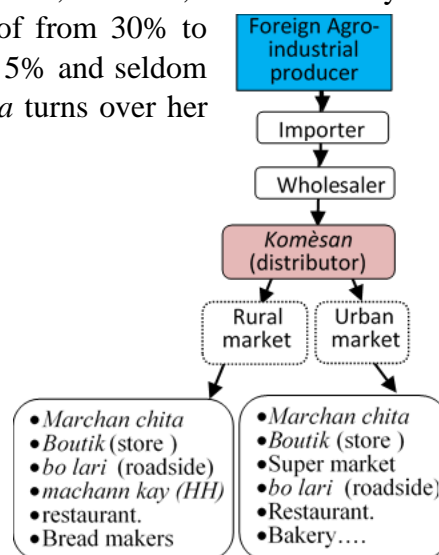 of from 30% to
5% and seldom
a turns over her
Foreign Agro-
industrial
producer
Importer
Wholesaler
Komèsan
(distributor)
Rural
market
Urban
market
•Marchan chita
•Boutik (store )
•bo lari (roadside)
•machann kay (HH)
•restaurant.
•Bread makers
•Marchan chita
•Boutik (store )
•Super market
•bo lari (roadside)
•Restaurant.
•Bakery….